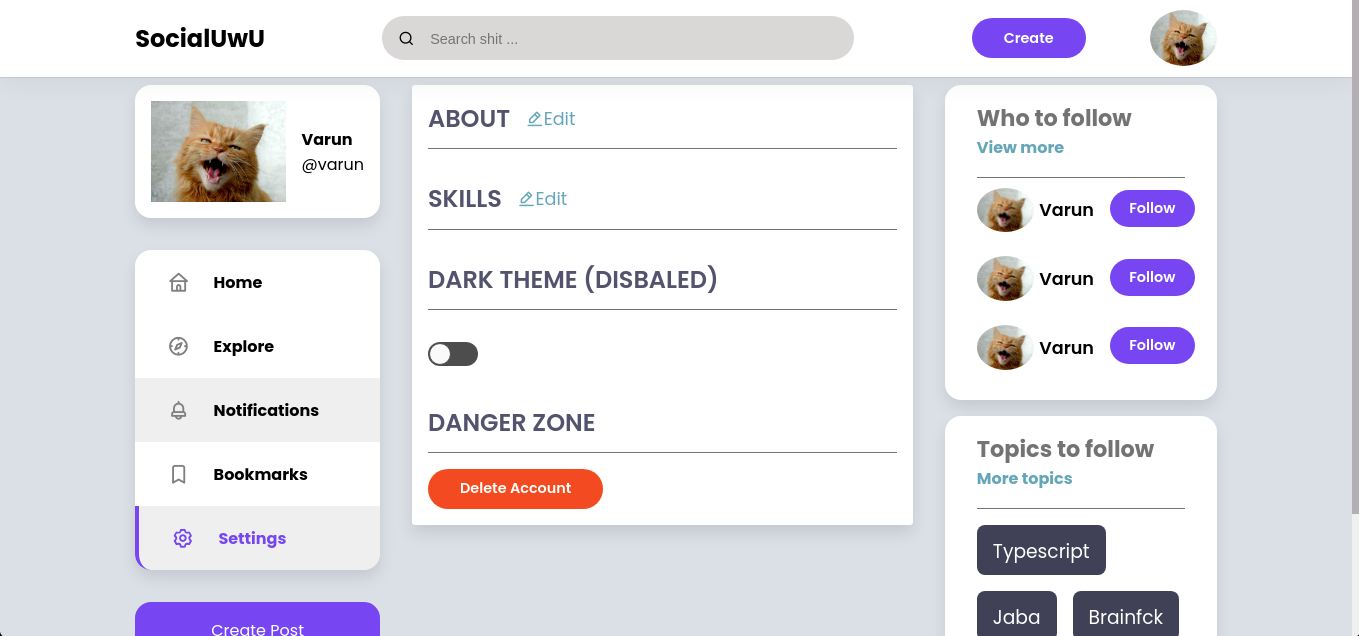 SocialUwU
Search shit ...
Create
Varun
@varun
Home
Explore
Notifications
Bookmarks
Settings
Create Post
ABOUT Edit
SKILLS Edit
DARK THEME (DISBALED)
DANGER ZONE
Delete Account
Who to follow
View more
Varun Follow
Varun Follow
Varun Follow
Topics to follow
More topics
Typescript
Jaba Brainfck